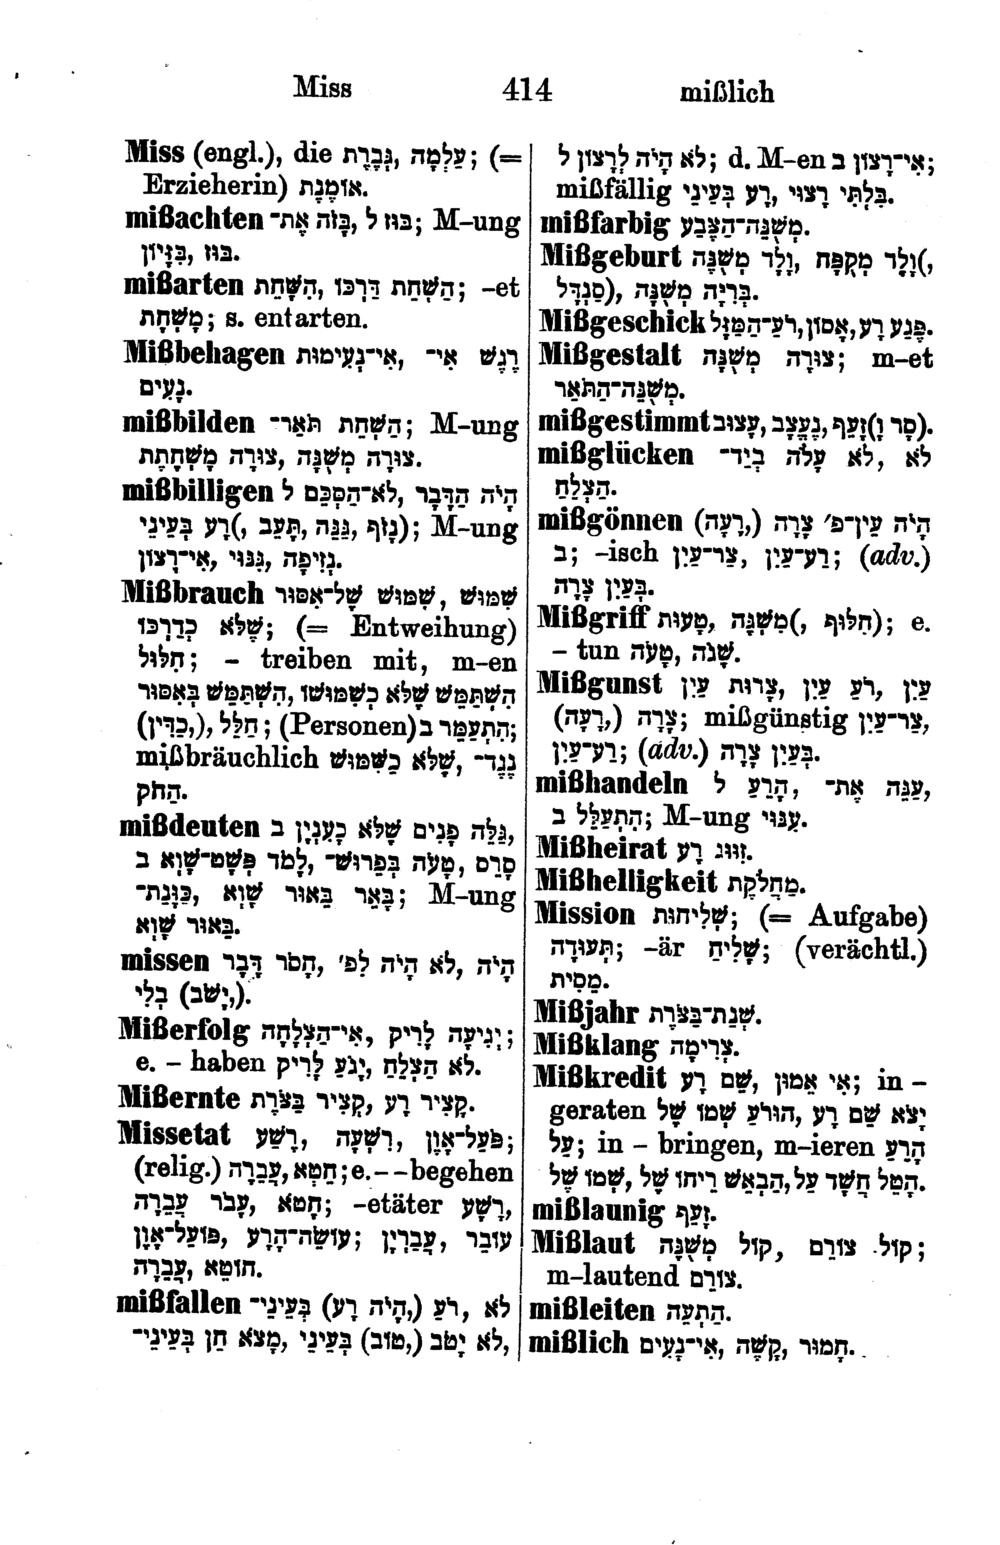 Miss 414 mißlich
Miss (engl.), die עַלְמָה, גְּבֶרֶת; (=
Erzieherin) אוֹמֶנֶת.
mißachten בּוּז ל, בָּזֹה אֶת־; M-ung
בּוּז, בִּזָּיוֹן.
mißarten הַשְׁחֵת דַּרְכּוֹ, הִשָּׁחֵת; -et
מָשְׁחָת; s. entarten.
Mißbehagen אִי־נְעִימוּת, רֶגֶשׁ אִי־
נָעִים.
mißbilden הַשְׁחֵת תֹּאַר־; M-ung
צוּרָה מְשֻׁנָּה, צוּרָה מָשְׁחֶתֶת.
mißbilligen לֹא־הַסְכֵּם ל, הָיֹה הַדָּבָר
רַע בְּעֵינֵי), גַּנֵּה, תָּעֵב, (נָזוֹף; M-ung
נְזִיפָה, גִּנּוּי, אִי־רָצוֹן.
Mißbrauch שִׁמּוּשׁ, שִׁמּוּשׁ שֶׁל־אִסּוּר
שֶׁלֹּא כְדַרְכּוֹ; (= Entweihung)
חִלּוּל; – treiben mit, m-en
הִשְׁתַּמֵּשׁ שֶׁלֹּא כְשִׁמּוּשׁוֹ, הִשְׁתַּמֵּשׁ בְּאִסּוּר
(כַּדִּין,), חַלֵּל; (Personen) הִתְעַמֵּר ב;
mißbräuchlich שֶׁלֹּא כַשִּׁמּוּשׁ, נֶגֶד־
הַחֹק.
mißdeuten גַּלֵּה פָנִים שֶׁלֹּא כָעִנְיָן ב,
סָרֵס, טָעֹה בְּפֵרוּשׁ־, לָמֹד פְּשָׁט־שָׁוְא ב
בָּאֵר בֵּאוּר שָׁוְא; M-ung כַּוָּנַת־,
בֵּאוּר שָׁוְא.
missen הָיֹה, לֹא הָיֹה לְפ', חָסֹר דָּבָר
(יָשֹׁב,) בְּלִי.
Mißerfolg אִי־הַצְלָחָה, יְגִיעָה לָרִיק;
e. – haben לֹא הַצְלֵחַ, יָגֹעַ לָרִיק.
Mißernte קָצִיר רַע, קְצִיר בַּצֹּרֶת.
Missetat פֹּעַל־אָוֶן, רִשְׁעָה, רֶשַׁע;
(relig.) חֵטְא, עֲבֵרָה; e. – – begehen
חָטֹא, עָבֹר עֲבֵרָה; -etäter רָשָׁע,
עוֹשֵׂה־הָרָע, פּוֹעֵל־אָוֶן; עֲבַרְיָן, עוֹבֵר
עֲבֵרָה, חוֹטֵא.
mißfallen לֹא, רֹעַ (הָיֹה רַע,) בְּעֵינֵי־
לֹא יָטֹב (טוֹב,) בְּעֵינֵי, מָצֹא חֵן בְּעֵינֵי־,
לֹא הָיֹה לְרָצוֹן ל; d. M-en אִי־רָצוֹן ב;
mißfällig בִּלְתִּי רָצוּי, רַע בְּעֵינֵי.
mißfarbig מְשֻׁנֵּה־הַצֶּבַע.
Mißgeburt וָלָד מְקֻפָּח, וָלָד מְשֻׁנֶּה(,
סַנְדָּל), בְּרִיָּה מְשֻׁנָּה.
Mißgeschick פֶּגַע רָע, אָסוֹן, רֹעַ־הַמַּזָּל.
Mißgestalt צוּרָה מְשֻׁנָּה; m-et
מְשֻׁנֵּה־הַתֹּאַר.
mißgestimmt (סַר וְ)זָעֵף, נֶעֱצָב, עָצוּב.
mißglücken לֹא, לֹא עָלֹה בְיַד־
הַצְלֵחַ.
mißgönnen הָיֹה עֵין־פ' צָרָה (רָעָה,)
ב; -isch צַר־עַיִן, רַע־עַיִן; (adv.)
בְּעַיִן צָרָה.
Mißgriff טָעוּת, מִשְׁגֶּה(, חִלּוּף); e.
– tun שָׁגֹה, טָעֹה.
Mißgunst צָרוּת עַיִן, רֹעַ עַיִן, עַיִן
צָרָה (רָעָה,); mißgünstig צַר־עַיִן,
רַע־עַיִן; (adv.) בְּעַיִן צָרָה.
mißhandeln הָרֵעַ ל, עַנֵּה אֶת־,
הִתְעַלֵּל ב; M-ung עִנּוּי.
Mißheirat זִוּוּג רָע.
Mißhelligkeit מַחֲלֹקֶת.
Mission שְׁלִיחוּת; (= Aufgabe)
תְּעוּדָה; -är שָׁלִיחַ; (verächtl.)
מֵסִית.
Mißjahr שְׁנַת־בַּצֹּרֶת.
Mißklang צְרִימָה.
Mißkredit אִי אֵמוּן, שֵׁם רָע; in –
geraten יָצֹא שֵׁם רָע, הוּרַע שְׁמוֹ שֶׁל
עַל; in – bringen, m-ieren הָרַע
שְׁמוֹ שֶׁל, הַבְאֵשׁ רֵיחוֹ שֶׁל, הָטֵל חֲשָׁד עַל.
mißlaunig זָעֵף.
Mißlaut קוֹל צוֹרֵם, קוֹל מְשֻׁנֶּה;
m-lautend צוֹרֵם.
mißleiten הַתְעֵה.
mißlich חָמוּר, קָשֶׁה, אִי־נָעִים.